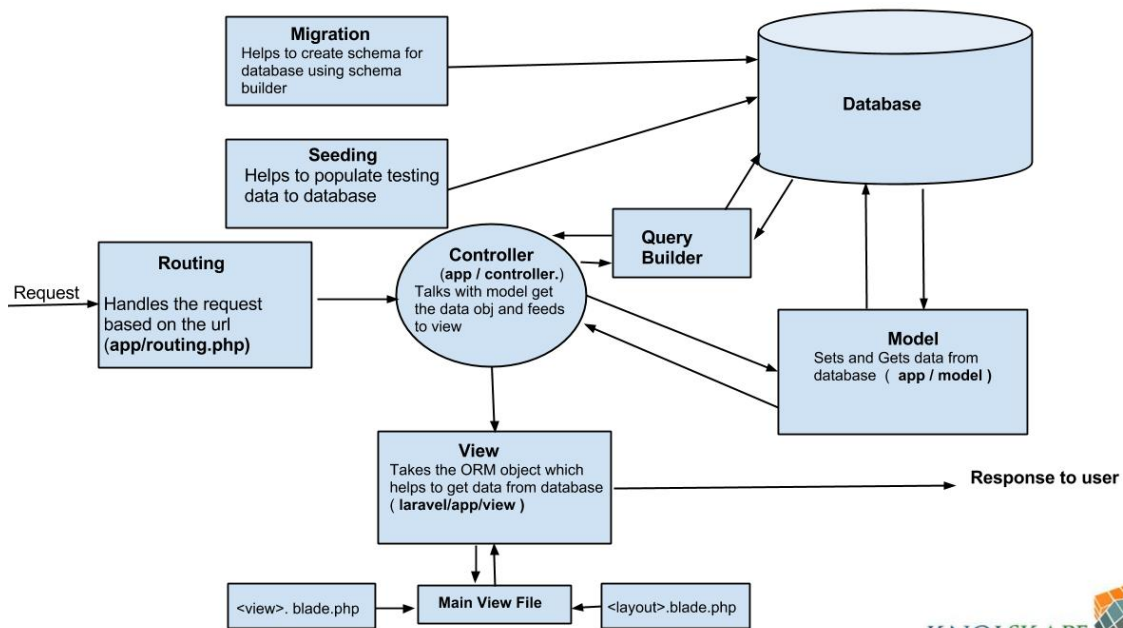 Migration
Helps to create schema for
database using schema
builder
Database
Seeding
Helps to populate testing
data to database
Query
Builder
Routing
Handles the request
based on the url
(app/routing.php)
Request
Controller
(app / controller.)
Talks with model get
the data obj and feeds
to view
Model
Sets and Gets data from
database ( app / model )
View
Takes the ORM object which
helps to get data from database
( laravel/app/view )
Response to user
<view>. blade.php
Main View File
<layout>.blade.php